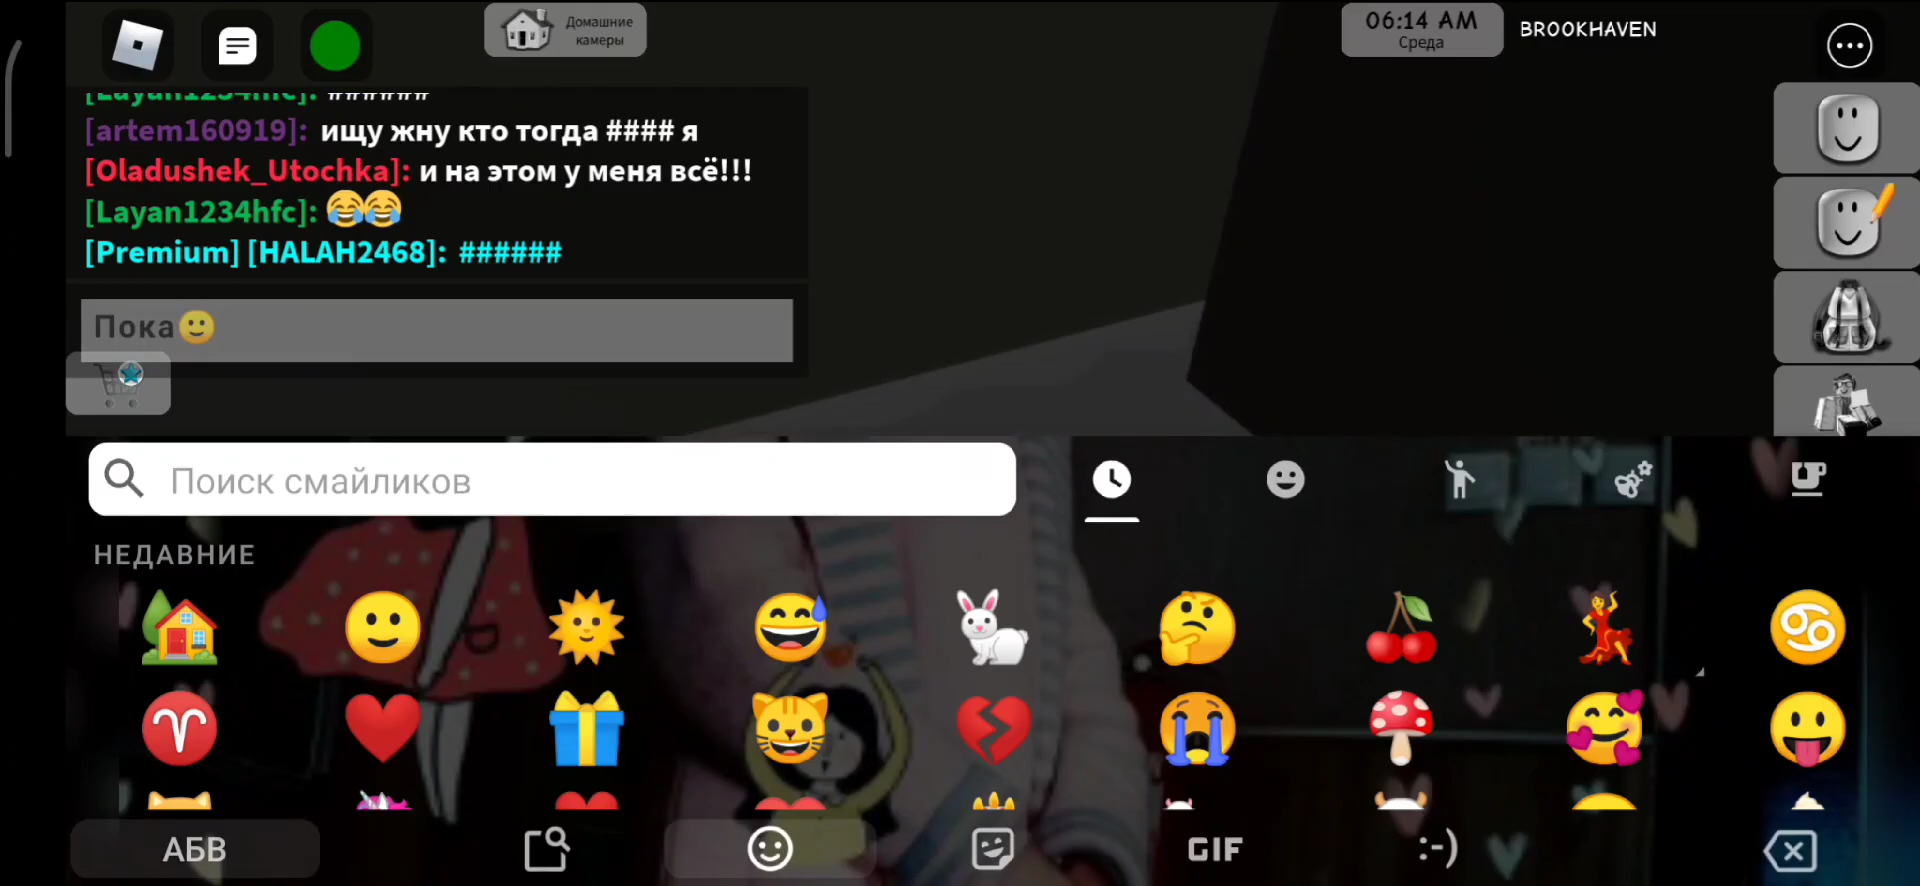 Домашние
камеры
06:14 AM
Среда
BROOKHAVEN
[Layan1234hfc]: ######
[artem160919]: ищу жну кто тогда #### я
[Oladushek_Utochka]: и на этом у меня всё!!!
[Layan1234hfc]: 😂😂
[Premium] [HALAH2468]: ######
Пока🙂
Поиск смайликов
НЕДАВНИЕ
АБВ
GIF
:-)